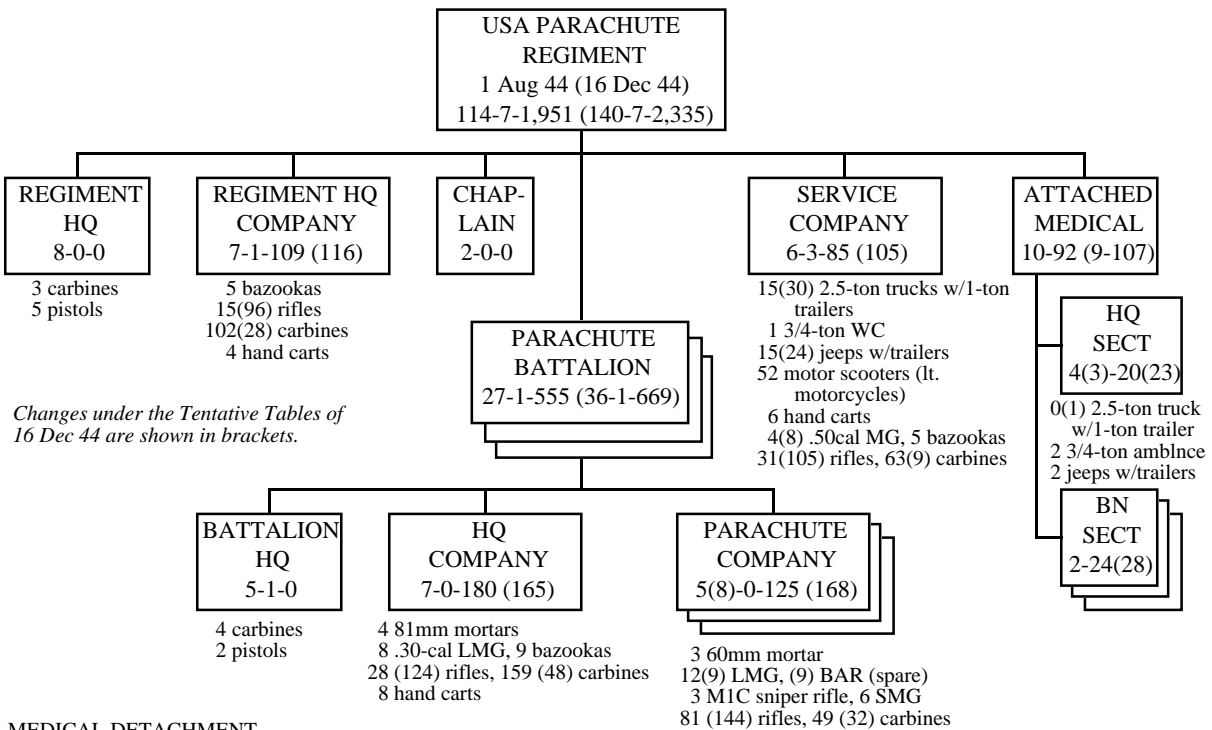 USA PARACHUTE
REGIMENT
1 Aug 44 (16 Dec 44)
114-7-1,951 (140-7-2,335)
REGIMENT
HQ
8-0-0
3 carbines
5 pistols
REGIMENT HQ
COMPANY
7-1-109 (116)
5 bazookas
15(96) rifles
102(28) carbines
4 hand carts
CHAP-
LAIN
2-0-0
SERVICE
COMPANY
6-3-85 (105)
15(30) 2.5-ton trucks w/1-ton
trailers
1 3/4-ton WC
15(24) jeeps w/trailers
52 motor scooters (lt.
motorcycles)
6 hand carts
4(8) .50cal MG, 5 bazookas
31(105) rifles, 63(9) carbines
ATTACHED
MEDICAL
10-92 (9-107)
HQ
SECT
4(3)-20(23)
0(1) 2.5-ton truck
w/1-ton trailer
2 3/4-ton amblnce
2 jeeps w/trailers
BN
SECT
2-24(28)
Changes under the Tentative Tables of
16 Dec 44 are shown in brackets.
PARACHUTE
BATTALION
27-1-555 (36-1-669)
BATTALION
HQ
5-1-0
4 carbines
2 pistols
HQ
COMPANY
7-0-180 (165)
4 81mm mortars
8 .30-cal LMG, 9 bazookas
28 (124) rifles, 159 (48) carbines
8 hand carts
PARACHUTE
COMPANY
5(8)-0-125 (168)
3 60mm mortar
12(9) LMG, (9) BAR (spare)
3 M1C sniper rifle, 6 SMG
81 (144) rifles, 49 (32) carbines
MEDICAL DETACHMENT